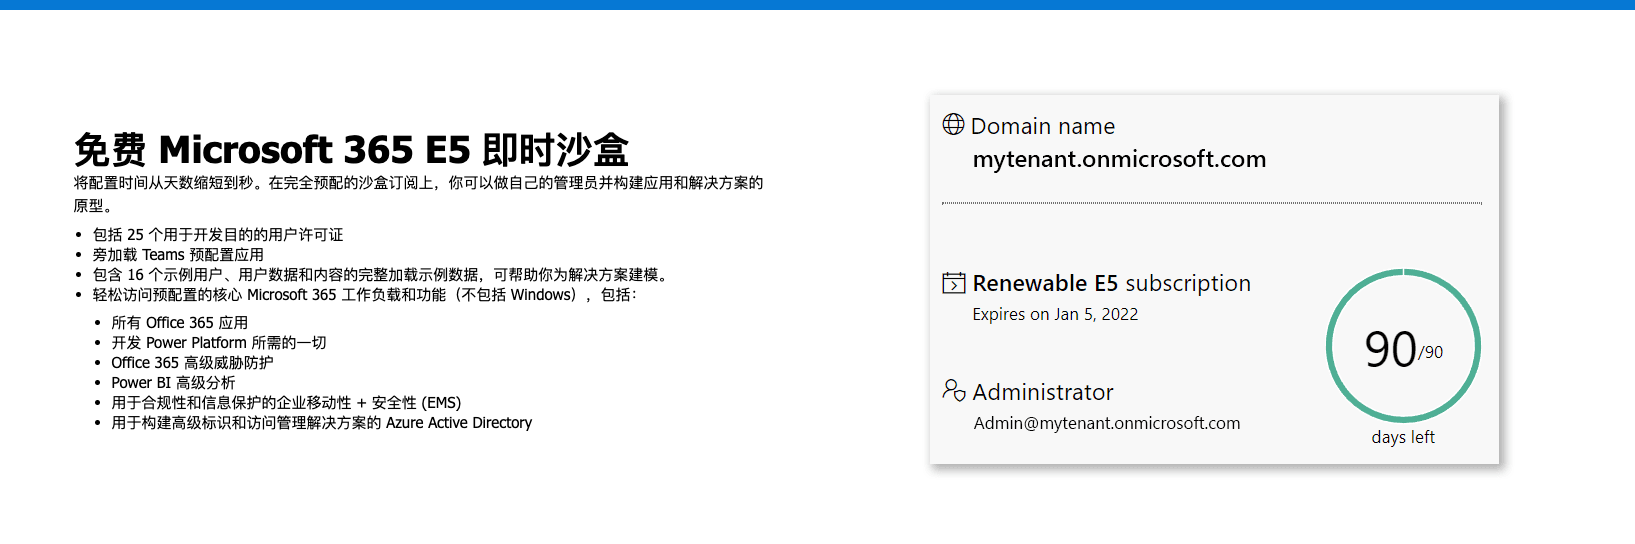 免费 Microsoft 365 E5 即时沙盒
将配置时间从天数缩短到秒。在完全预配的沙盒订阅上，你可以做自己的管理员并构建应用和解决方案的
原型。
• 包括 25 个用于开发目的的用户许可证
• 旁加载 Teams 预配置应用
• 包含 16 个示例用户、用户数据和内容的完整加载示例数据，可帮助你为解决方案建模。
• 轻松访问预配置的核心 Microsoft 365 工作负载和功能（不包括 Windows），包括：
• 所有 Office 365 应用
• 开发 Power Platform 所需的一切
• Office 365 高级威胁防护
• Power BI 高级分析
• 用于合规性和信息保护的企业移动性 + 安全性 (EMS)
• 用于构建高级标识和访问管理解决方案的 Azure Active Directory
Domain name
mytenant.onmicrosoft.com
Renewable E5 subscription
Expires on Jan 5, 2022
90/90
days left
Administrator
Admin@mytenant.onmicrosoft.com